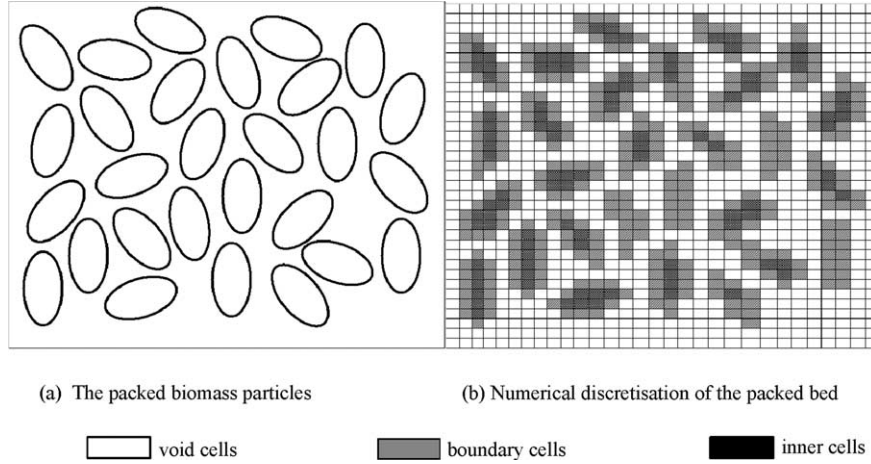 (a) The packed biomass particles
(b) Numerical discretisation of the packed bed
void cells
boundary cells
inner cells